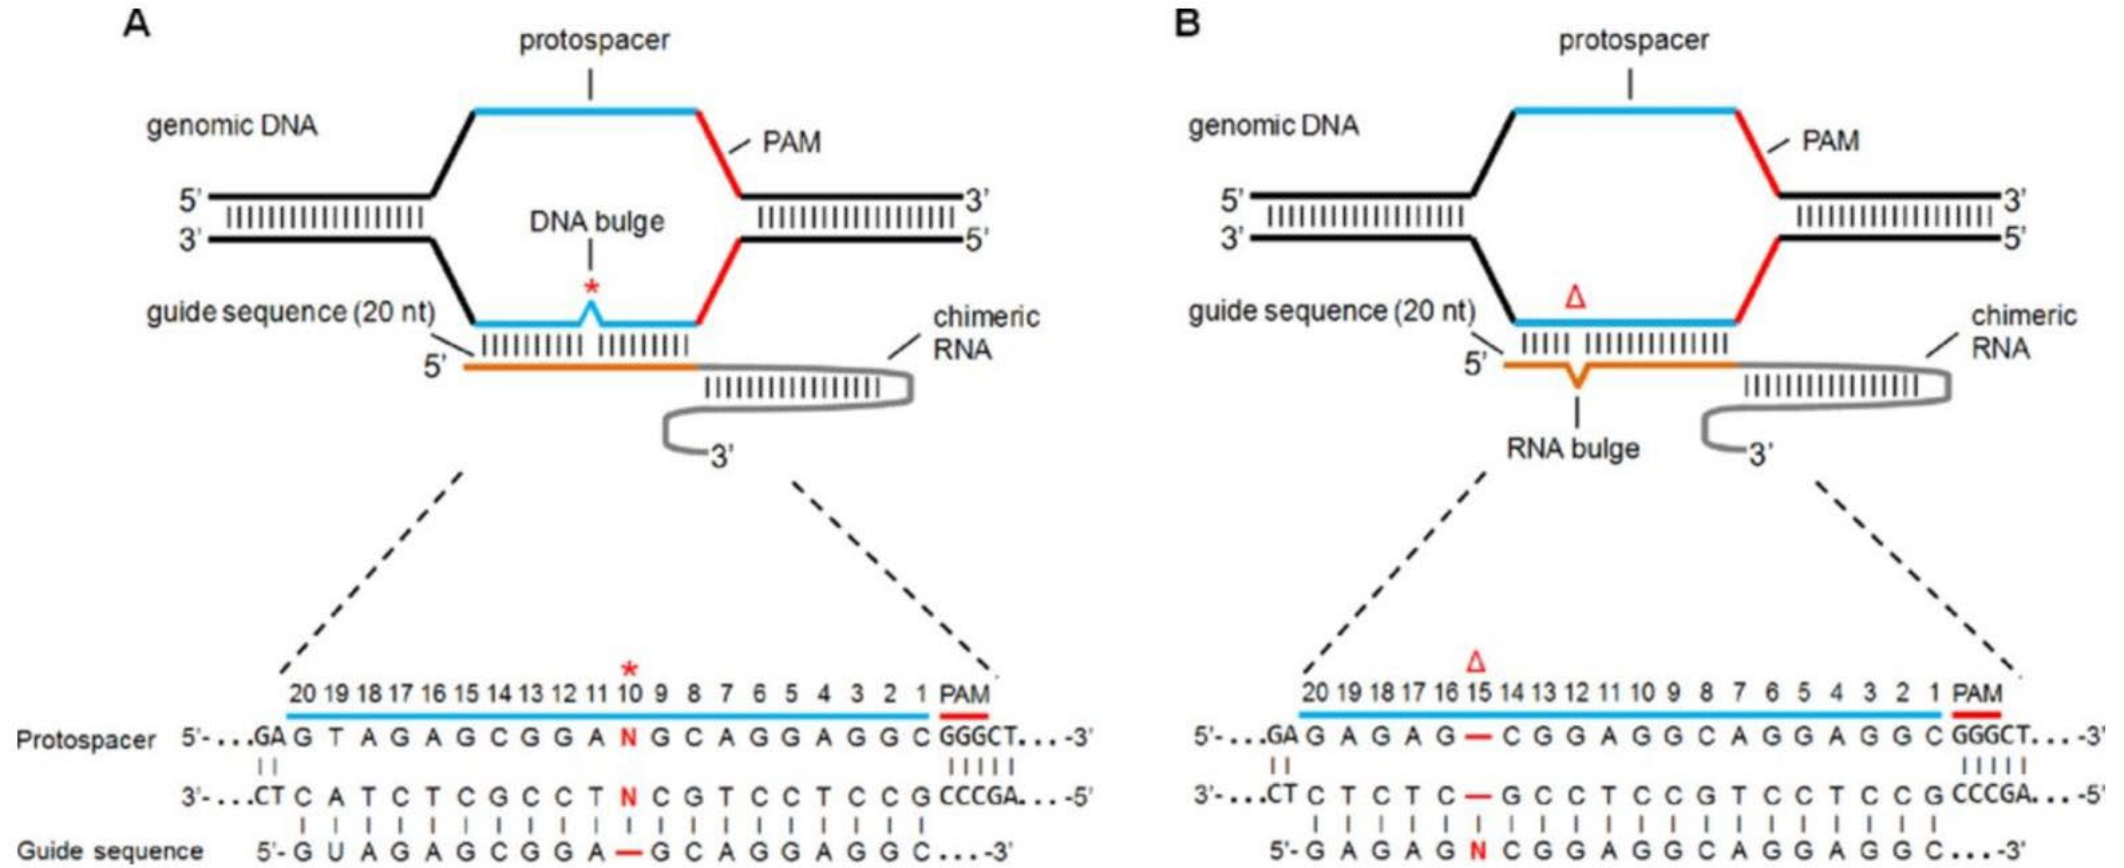 A
protospacer
genomic DNA
PAM
5' 3'
DNA bulge
3' 5'
*
guide sequence (20 nt)
chimeric
RNA
5'
3'
*
20 19 18 17 16 15 14 13 12 11 10 9 8 7 6 5 4 3 2 1 PAM
Protospacer 5'-...GA G T A G A G C G G A N G C A G G A G G C GGGCT...-3'
3'-...CT C A T C T C G C C T N C G T C C T C C G CCCGA...-5'
Guide sequence 5'- G U A G A G C G G A — G C A G G A G G C...-3'
B
protospacer
genomic DNA
PAM
5' 3'
3' 5'
Δ
guide sequence (20 nt)
chimeric
RNA
5'
RNA bulge
3'
Δ
20 19 18 17 16 15 14 13 12 11 10 9 8 7 6 5 4 3 2 1 PAM
5'-...GA G A G A G — C G G A G G C A G G A G G C GGGCT...-3'
3'-...CT C T C T C — G C C T C C G T C C T C C G CCCGA...-5'
5'- G A G A G N C G G A G G C A G G A G G C...-3'